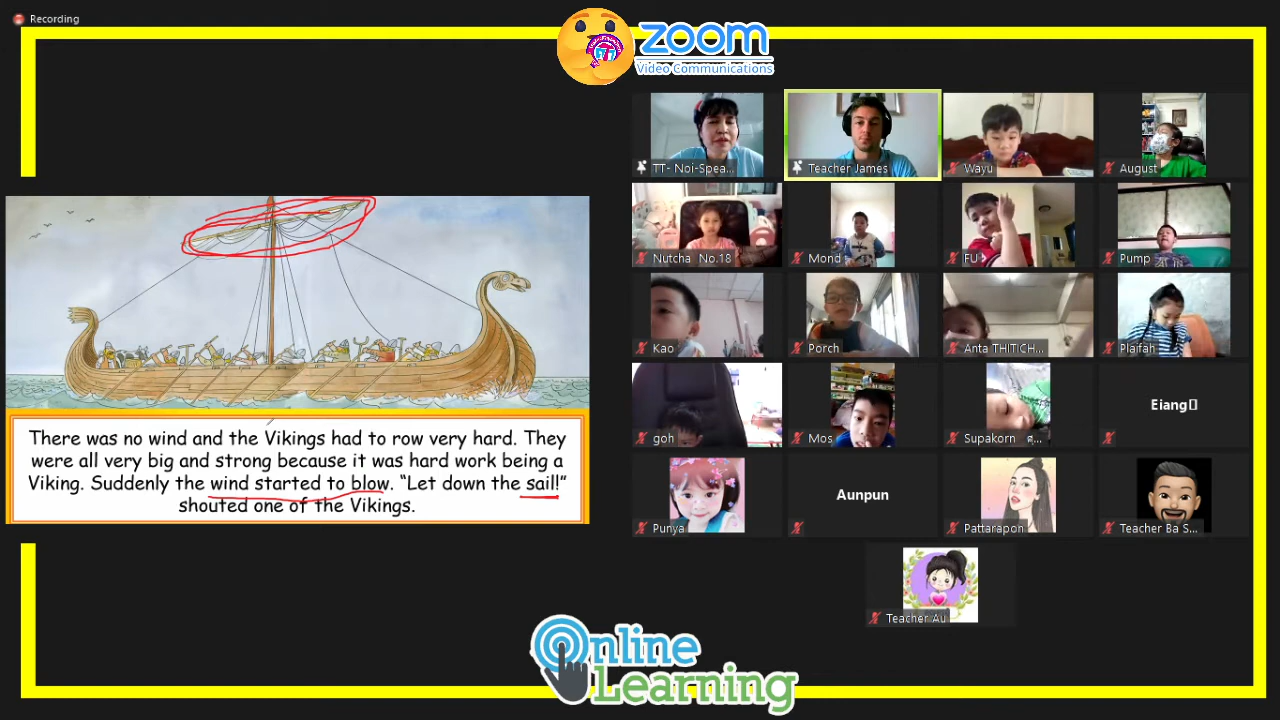 Recording
zoom
Video Communications
TT- Noi-Spea...
Teacher James
Wayu
August
Nutcha No.18
Mond
FU
Pump
Kao
Porch
Anta THITICH...
Plaifah
goh
Mos
Supakorn ...
Eiang
Punya
Aunpun
Pattarapon
Teacher Ba S...
Teacher Au
There was no wind and the Vikings had to row very hard. They
were all very big and strong because it was hard work being a
Viking. Suddenly the wind started to blow. “Let down the sail!”
shouted one of the Vikings.
Online
Learning